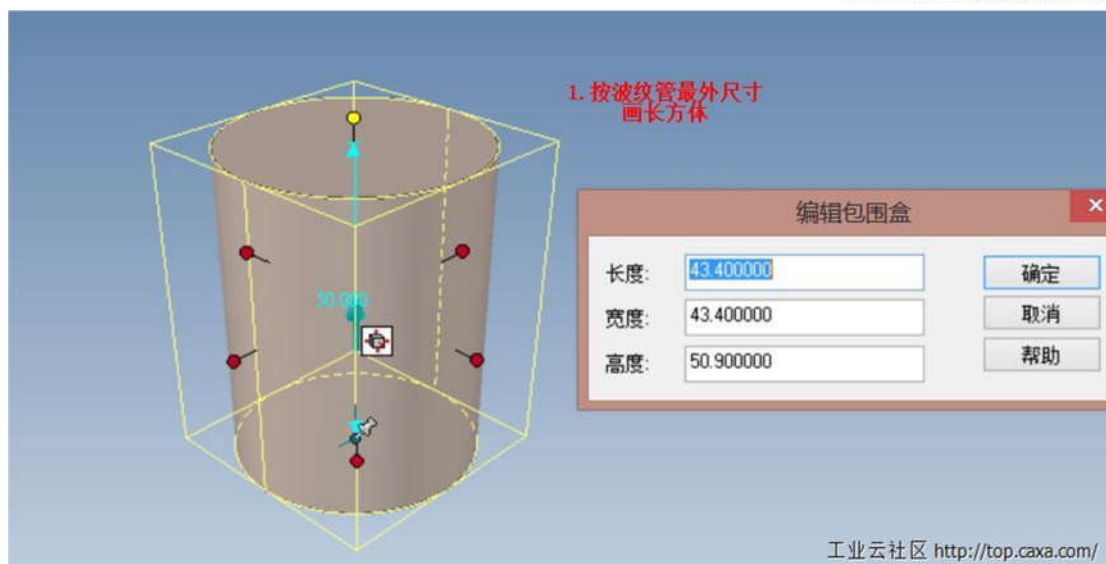 1. 按波纹管最外尺寸
画长方体
编辑包围盒
长度: 43.400000 确定
宽度: 43.400000 取消
高度: 50.900000 帮助
工业云社区 http://top.caxa.com/